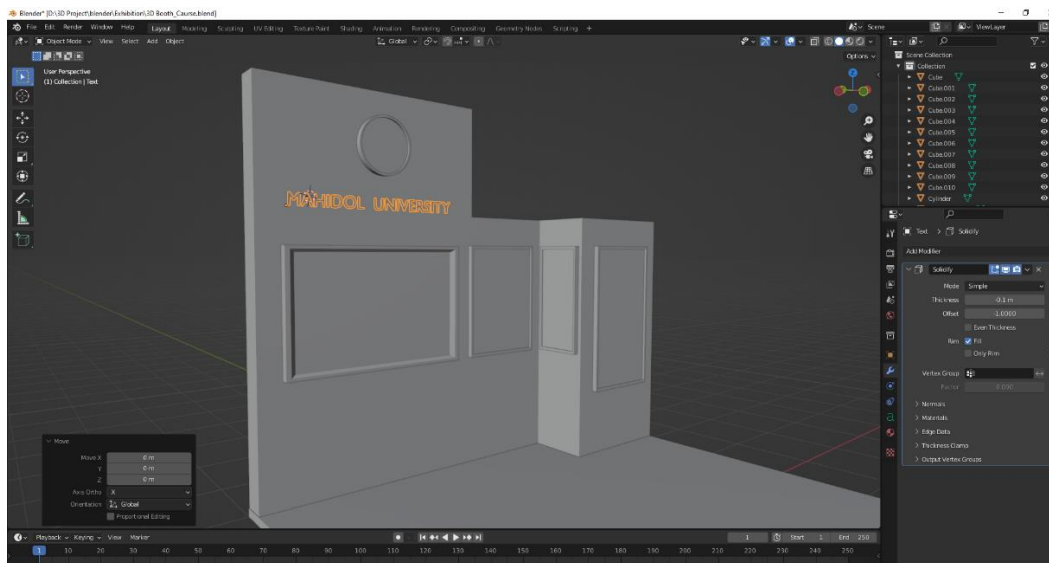 Blender* [D:\3D Project\blender\Exhibition\3D Booth_Caurse.blend]
File Edit Render Window Help Layout Modeling Sculpting UV Editing Texture Paint Shading Animation Rendering Compositing Geometry Nodes Scripting + Scene ViewLayer
Object Mode View Select Add Object Global
Options
User Perspective
(1) Collection | Text
Scene Collection
Collection
Cube
Cube.001
Cube.002
Cube.003
Cube.004
Cube.005
Cube.006
Cube.007
Cube.008
Cube.009
Cube.010
Cylinder
MAHIDOL UNIVERSITY
Text > Solidify
Add Modifier
Solidify
Mode Simple
Thickness -0.1 m
Offset -1.0000
Even Thickness
Rim Fill
Only Rim
Vertex Group
Factor 0.000
Normals
Materials
Edge Data
Thickness Clamp
Output Vertex Groups
Move
Move X 0 m
Y 0 m
Z 0 m
Axis Ortho X
Orientation Global
Proportional Editing
Playback Keying View Marker 1 Start 1 End 250
1 10 20 30 40 50 60 70 80 90 100 110 120 130 140 150 160 170 180 190 200 210 220 230 240 250